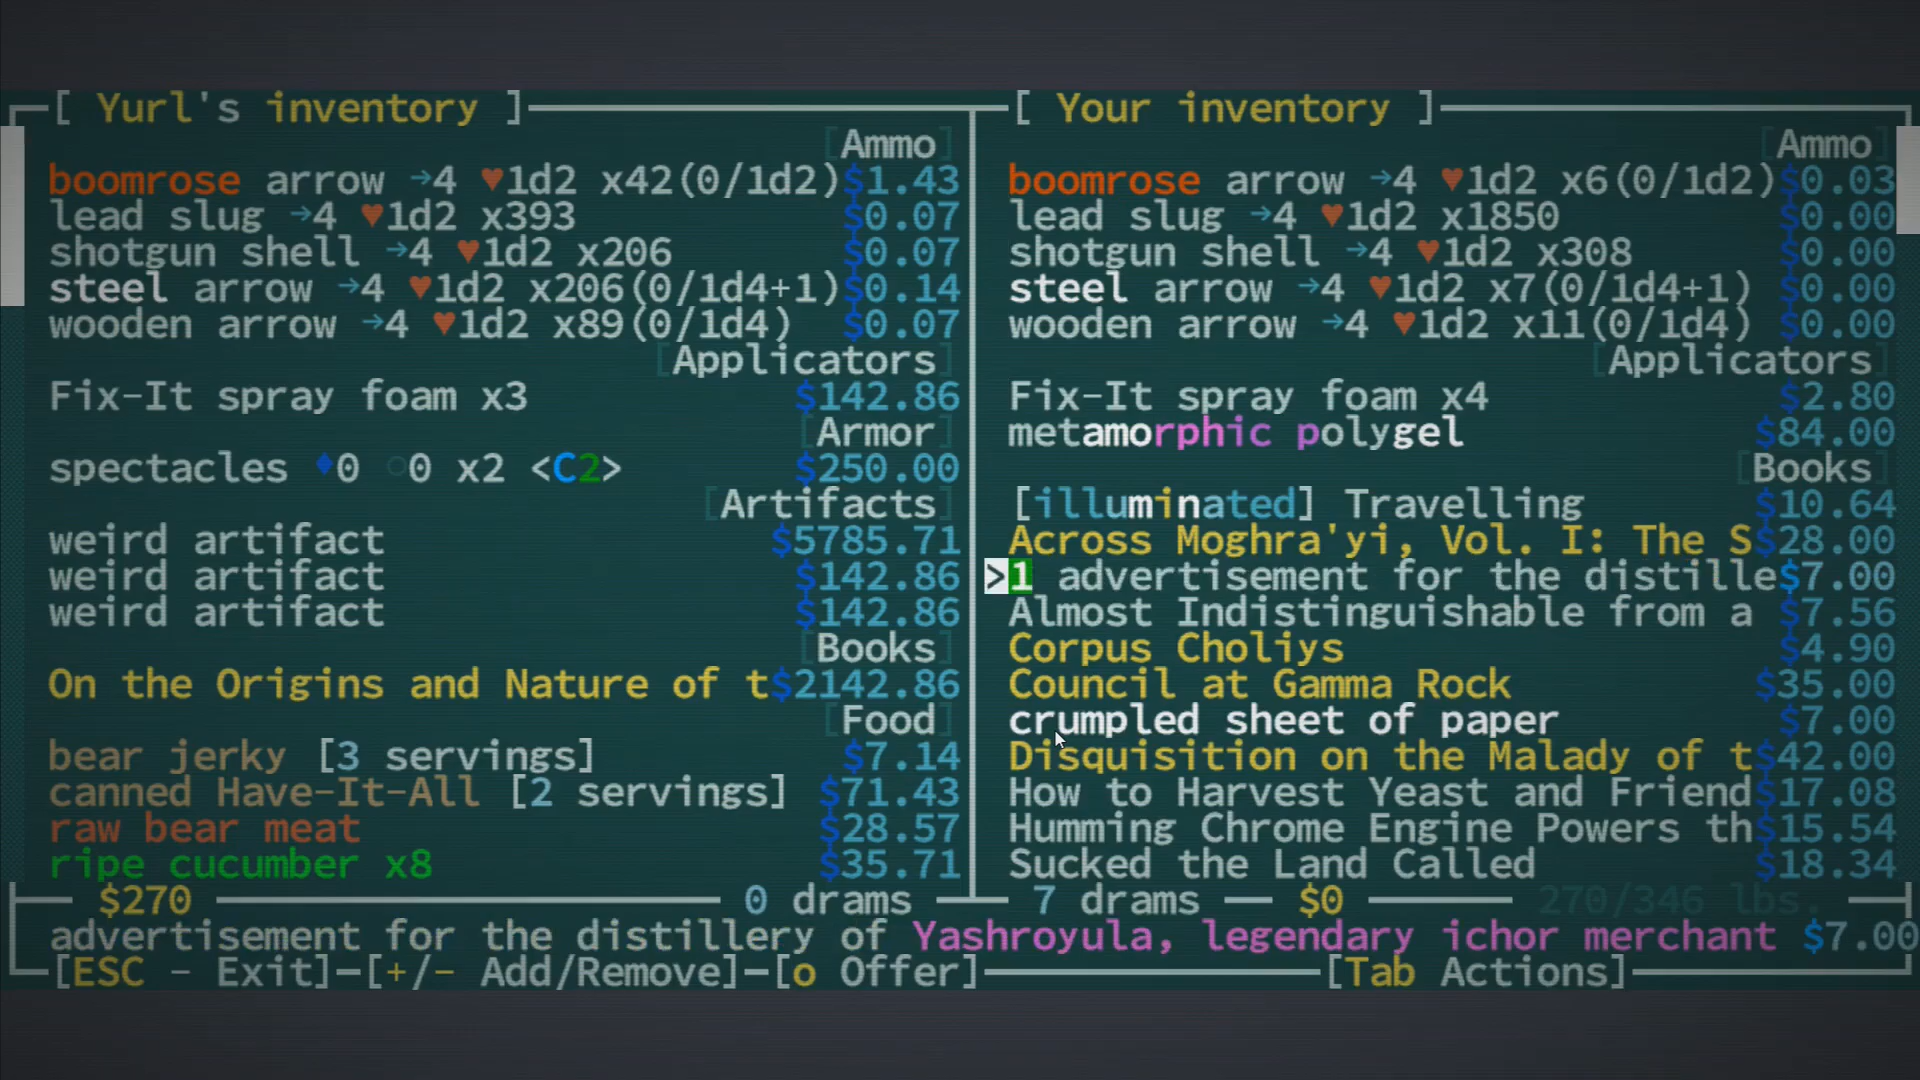 [ Yurl's inventory ]
[Ammo]
boomrose arrow →4 ♥1d2 x42(0/1d2) $1.43
lead slug →4 ♥1d2 x393 $0.07
shotgun shell →4 ♥1d2 x206 $0.07
steel arrow →4 ♥1d2 x206(0/1d4+1) $0.14
wooden arrow →4 ♥1d2 x89(0/1d4) $0.07
[Applicators]
Fix-It spray foam x3 $142.86
[Armor]
spectacles ♦0 ○0 x2 <C2> $250.00
[Artifacts]
weird artifact $5785.71
weird artifact $142.86
weird artifact $142.86
[Books]
On the Origins and Nature of t$2142.86
[Food]
bear jerky [3 servings] $7.14
canned Have-It-All [2 servings] $71.43
raw bear meat $28.57
ripe cucumber x8 $35.71
$270 0 drams
[ Your inventory ]
[Ammo]
boomrose arrow →4 ♥1d2 x6(0/1d2) $0.03
lead slug →4 ♥1d2 x1850 $0.00
shotgun shell →4 ♥1d2 x308 $0.00
steel arrow →4 ♥1d2 x7(0/1d4+1) $0.00
wooden arrow →4 ♥1d2 x11(0/1d4) $0.00
[Applicators]
Fix-It spray foam x4 $2.80
metamorphic polygel $84.00
[Books]
[illuminated] Travelling $10.64
Across Moghra'yi, Vol. I: The S$28.00
>1 advertisement for the distille$7.00
Almost Indistinguishable from a $7.56
Corpus Choliys $4.90
Council at Gamma Rock $35.00
crumpled sheet of paper $7.00
Disquisition on the Malady of t$42.00
How to Harvest Yeast and Friend$17.08
Humming Chrome Engine Powers th$15.54
Sucked the Land Called $18.34
7 drams $0 270/346 lbs.
advertisement for the distillery of Yashroyula, legendary ichor merchant $7.00
[ESC - Exit] [+/- Add/Remove] [o Offer] [Tab Actions]